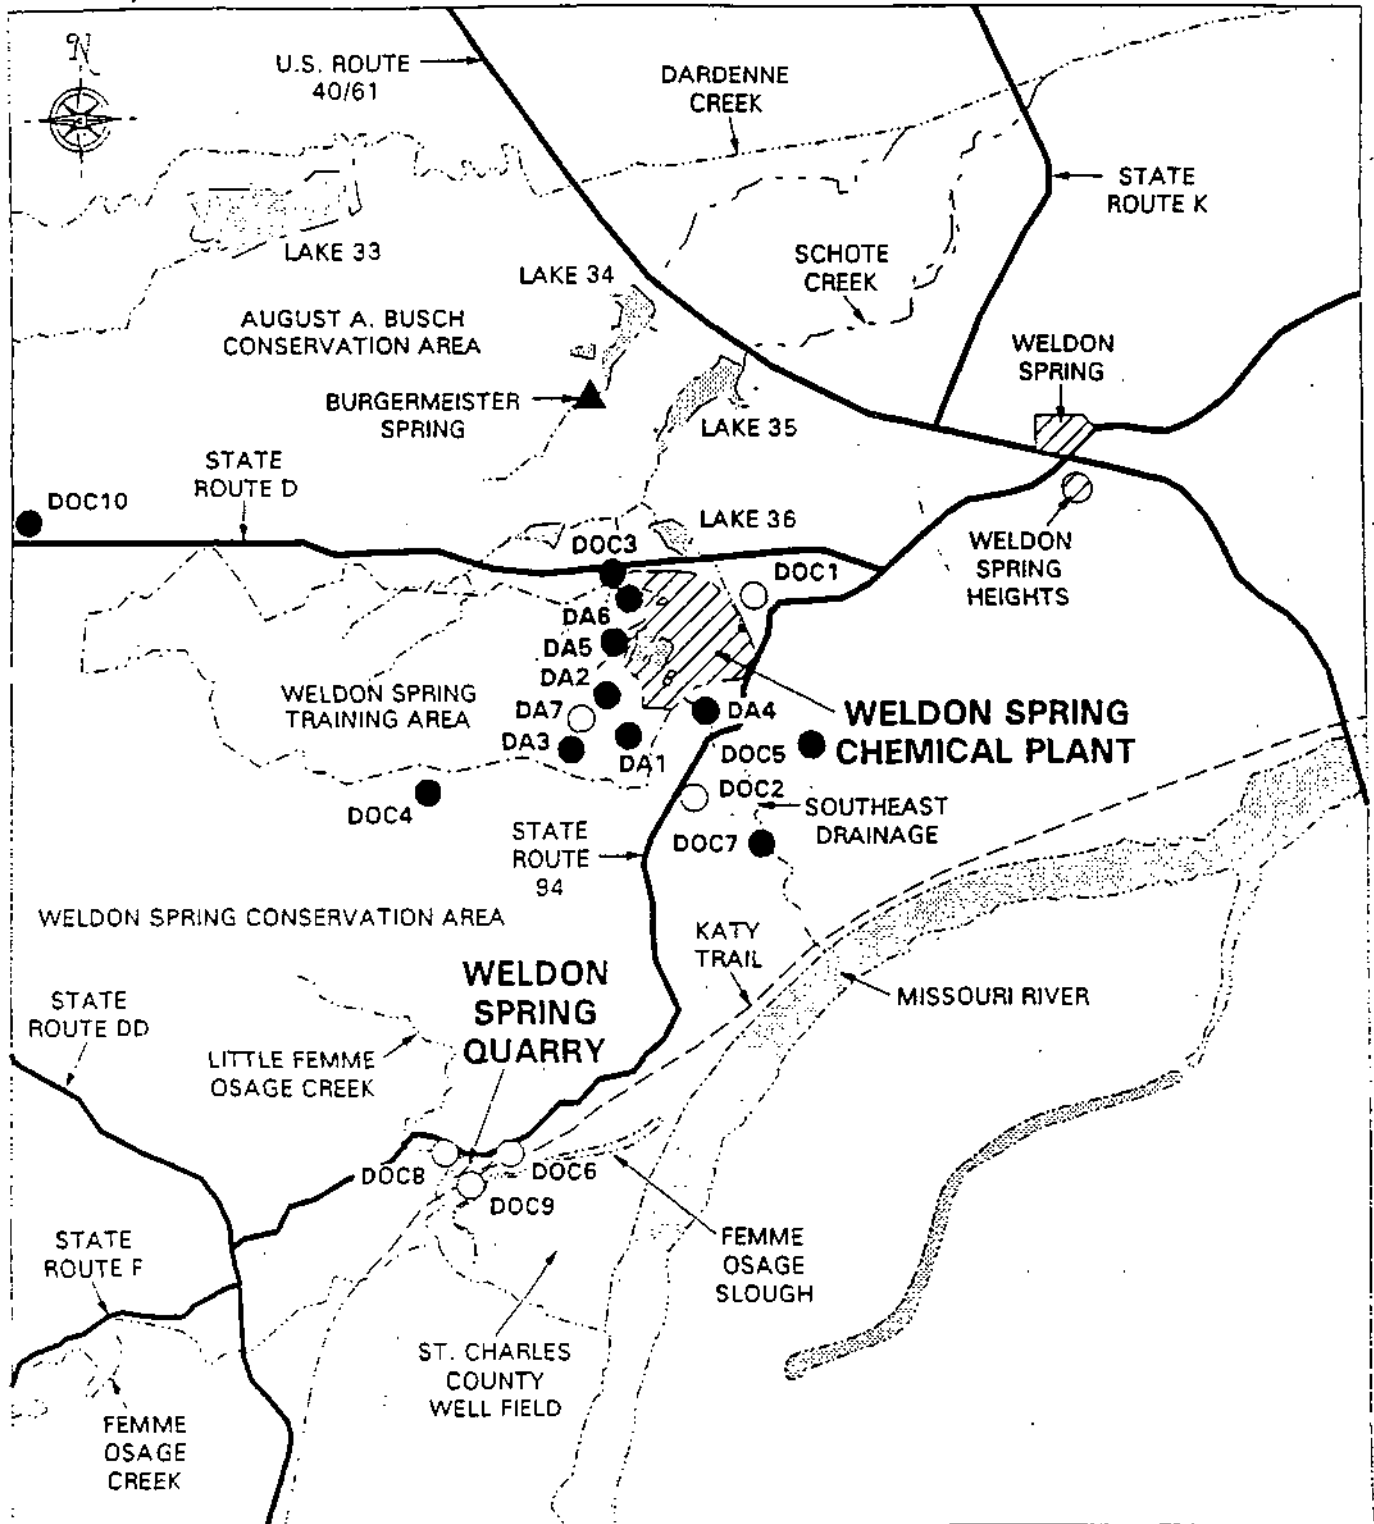 N
U.S. ROUTE
40/61
DARDENNE
CREEK
STATE
ROUTE K
LAKE 33
LAKE 34
SCHOTE
CREEK
AUGUST A. BUSCH
CONSERVATION AREA
WELDON
SPRING
BURGERMEISTER
SPRING
LAKE 35
STATE
ROUTE D
DOC10
LAKE 36
WELDON
SPRING
HEIGHTS
DOC3
DOC1
DA6
DA5
DA2
WELDON SPRING
TRAINING AREA
DA7
DA4
WELDON SPRING
CHEMICAL PLANT
DA3
DA1
DOC5
DOC2
DOC4
SOUTHEAST
DRAINAGE
STATE
ROUTE
94
DOC7
WELDON SPRING CONSERVATION AREA
KATY
TRAIL
WELDON
SPRING
QUARRY
MISSOURI RIVER
STATE
ROUTE DD
LITTLE FEMME
OSAGE CREEK
DOC8
DOC6
DOC9
STATE
ROUTE F
FEMME
OSAGE
SLOUGH
ST. CHARLES
COUNTY
WELL FIELD
FEMME
OSAGE
CREEK